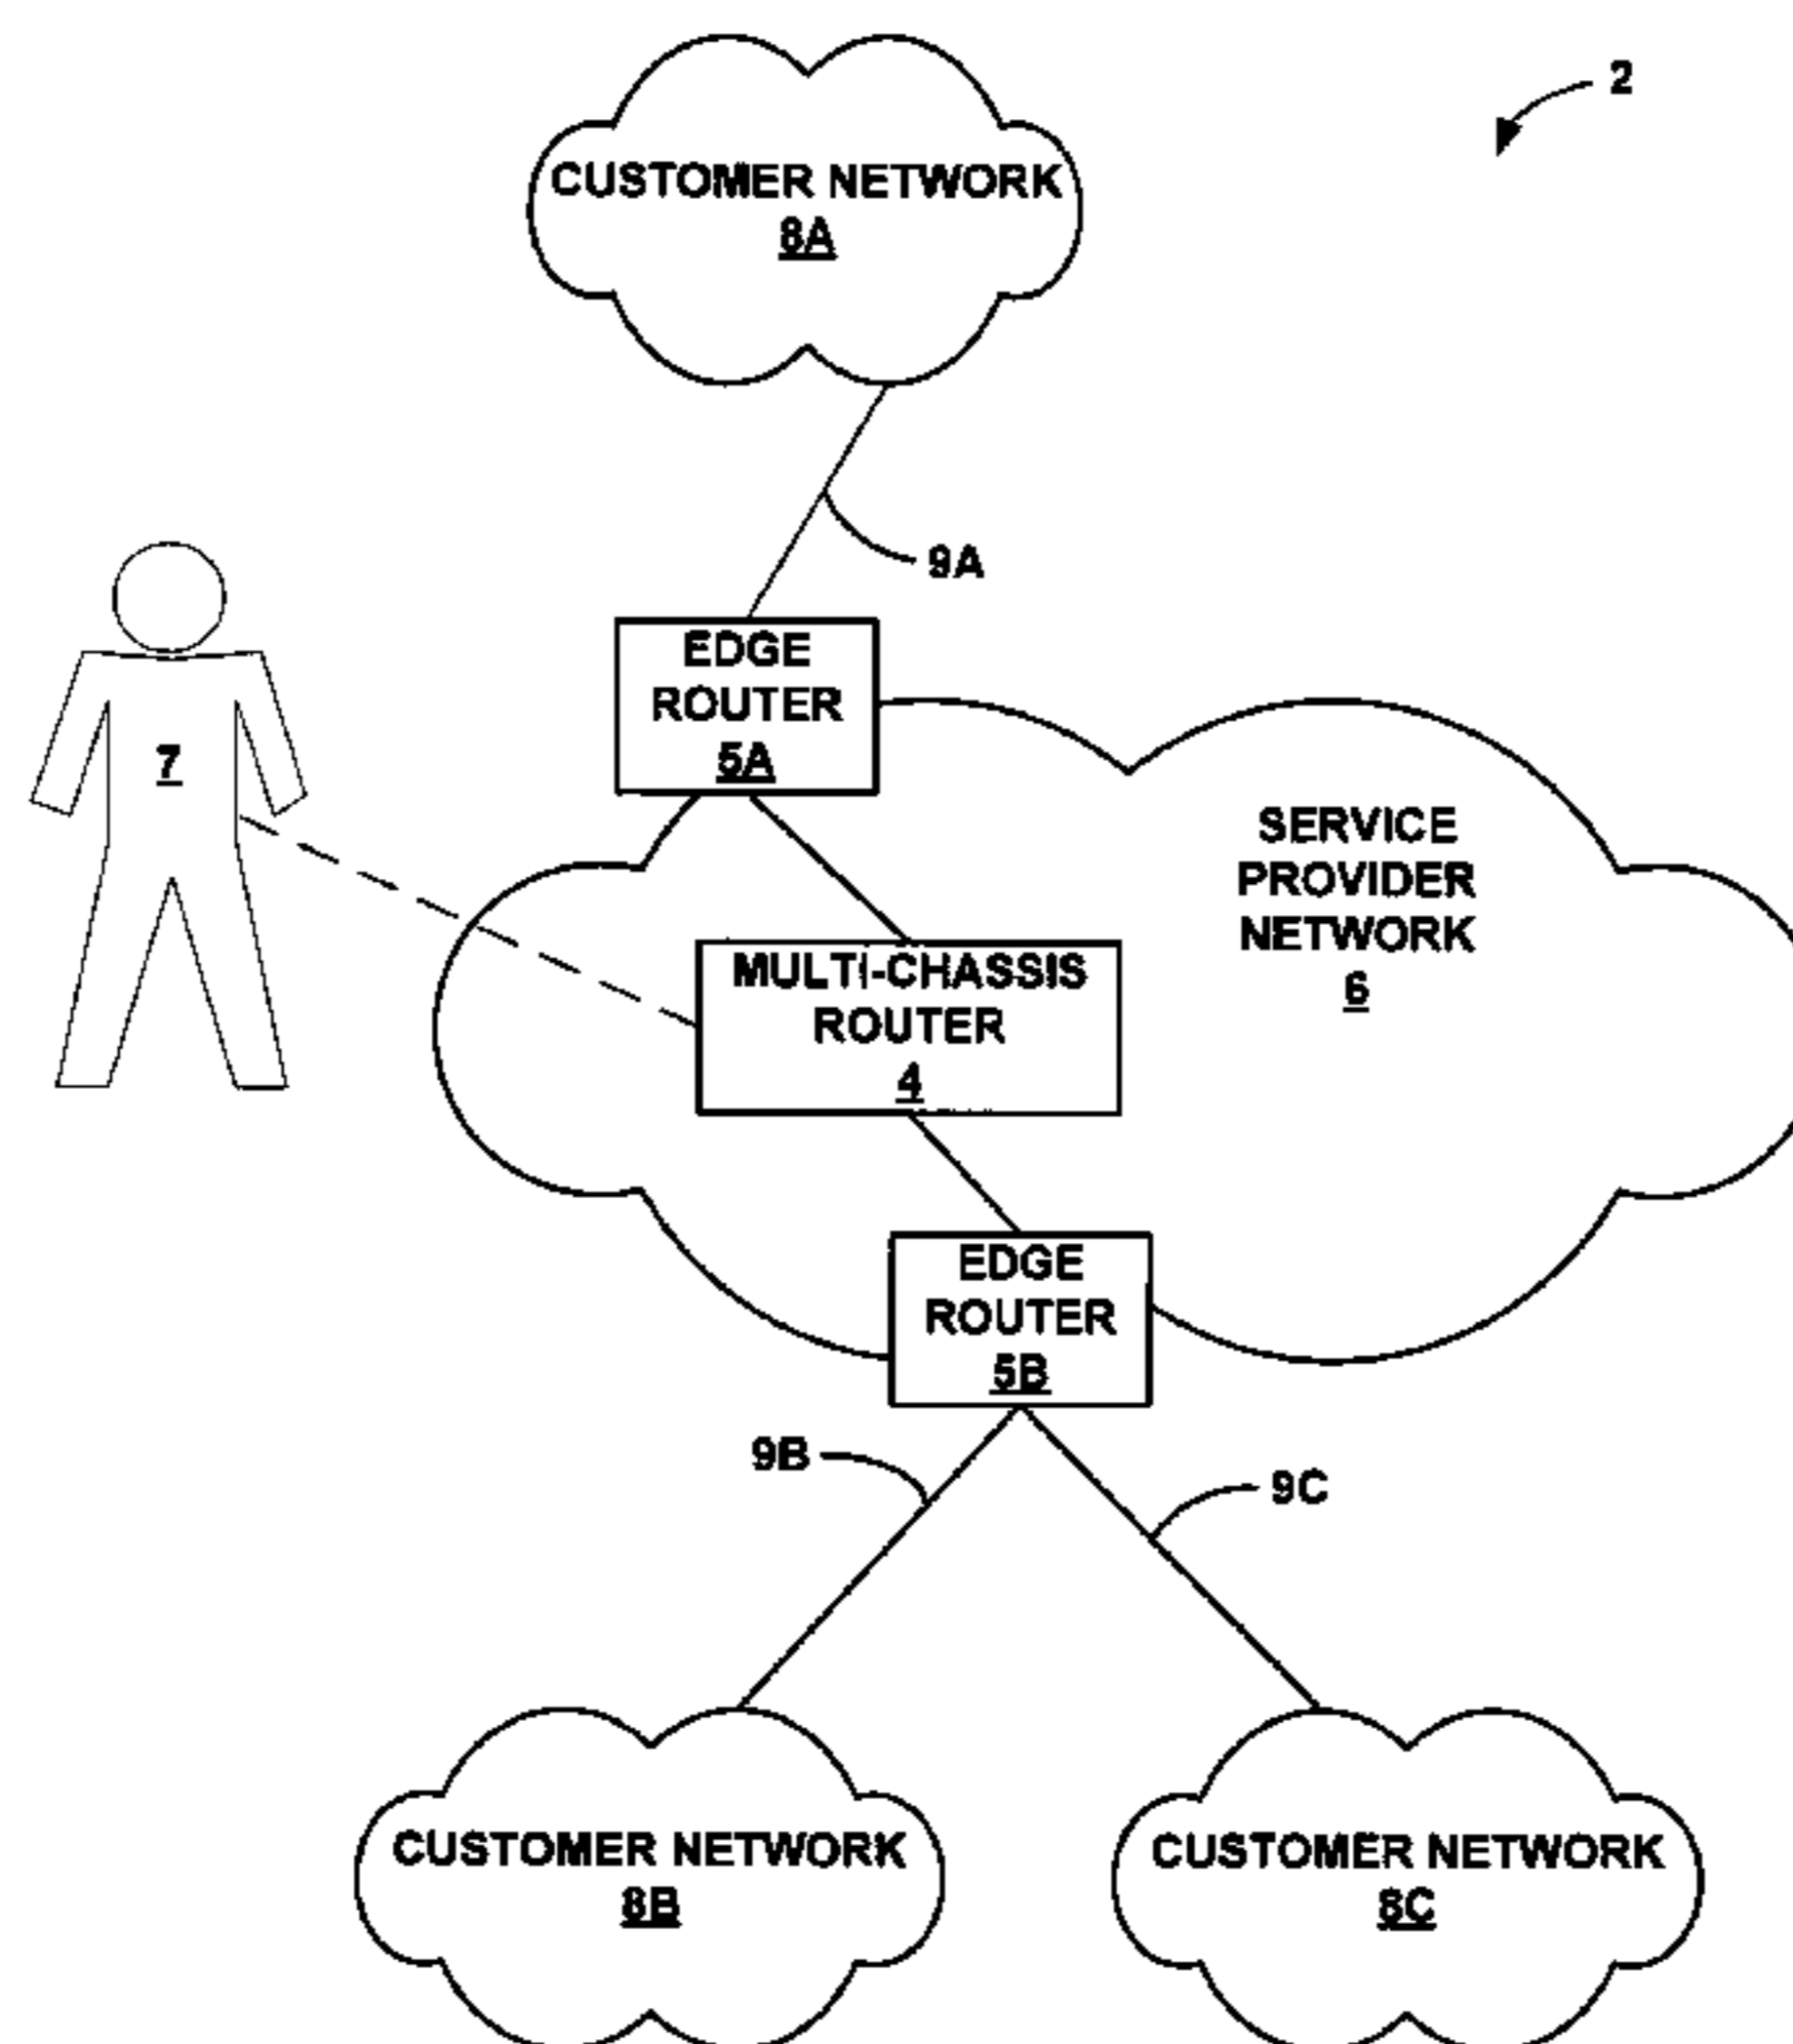 2
CUSTOMER NETWORK
8A
9A
EDGE
ROUTER
5A
7
SERVICE
PROVIDER
NETWORK
6
MULTI-CHASSIS
ROUTER
4
EDGE
ROUTER
5B
9B
9C
CUSTOMER NETWORK
8B
CUSTOMER NETWORK
8C